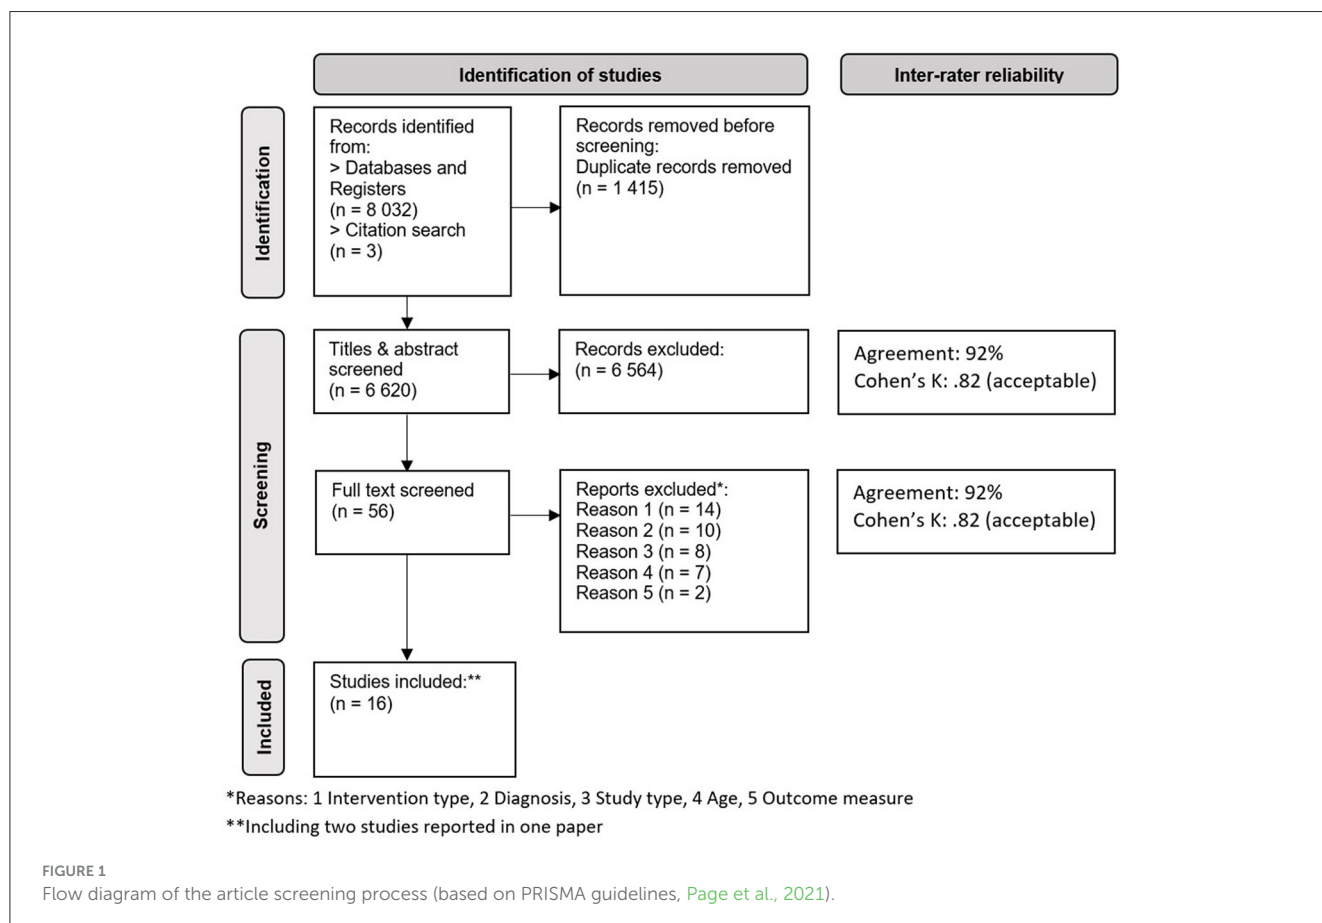 Identification of studies
Inter-rater reliability
Identification
Records identified
from:
> Databases and
Registers
(n = 8 032)
> Citation search
(n = 3)
Records removed before
screening:
Duplicate records removed
(n = 1 415)
Screening
Titles & abstract
screened
(n = 6 620)
Records excluded:
(n = 6 564)
Agreement: 92%
Cohen's K: .82 (acceptable)
Full text screened
(n = 56)
Reports excluded*:
Reason 1 (n = 14)
Reason 2 (n = 10)
Reason 3 (n = 8)
Reason 4 (n = 7)
Reason 5 (n = 2)
Agreement: 92%
Cohen's K: .82 (acceptable)
Included
Studies included:**
(n = 16)
*Reasons: 1 Intervention type, 2 Diagnosis, 3 Study type, 4 Age, 5 Outcome measure
**Including two studies reported in one paper
FIGURE 1
Flow diagram of the article screening process (based on PRISMA guidelines, Page et al., 2021).